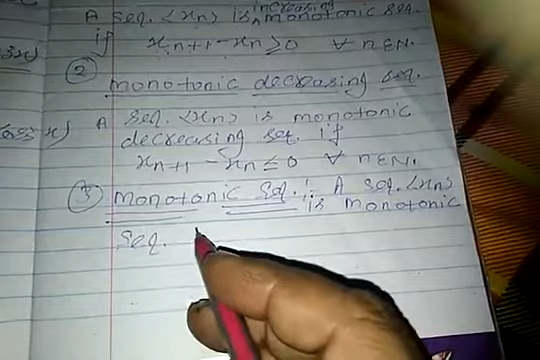 increasing
A seq. <xn> is monotonic seq.
if xn+1 - xn ≥ 0 ∀ n∈N.
② monotonic decreasing seq.
A seq. <xn> is monotonic
decreasing seq. if
xn+1 - xn ≤ 0 ∀ n∈N.
③ monotonic seq. : A seq. <xn>
is monotonic
seq.